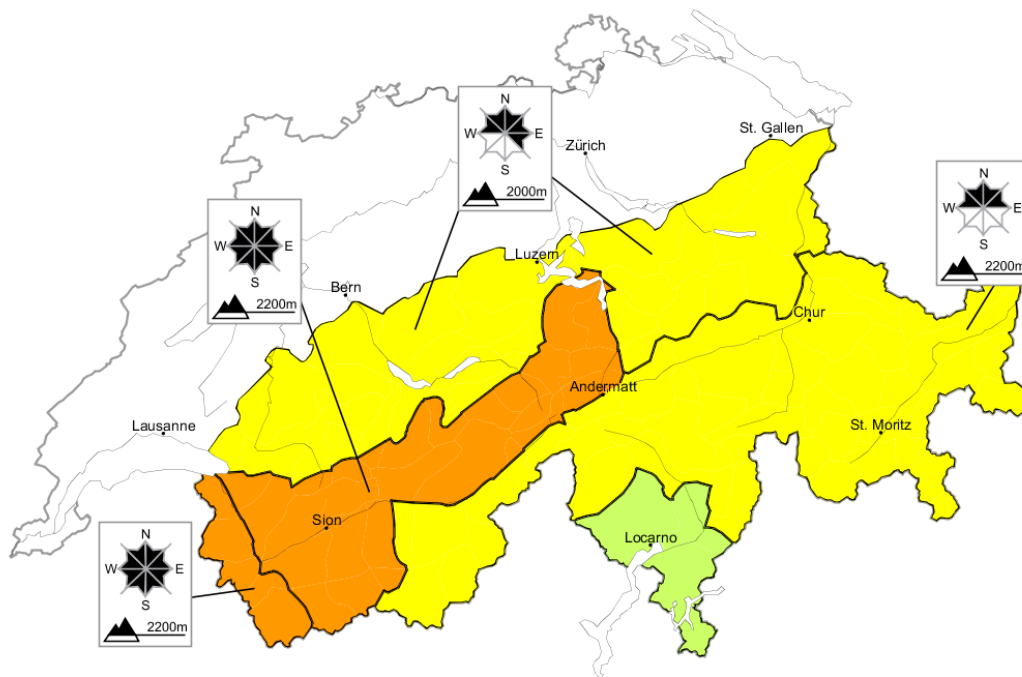 N
W E
S
2000m
St. Gallen
Zürich
N
W E
S
2200m
N
W E
S
2200m
Luzern
Bern
Chur
Andermatt
Lausanne
St. Moritz
Sion
Locarno
N
W E
S
2200m